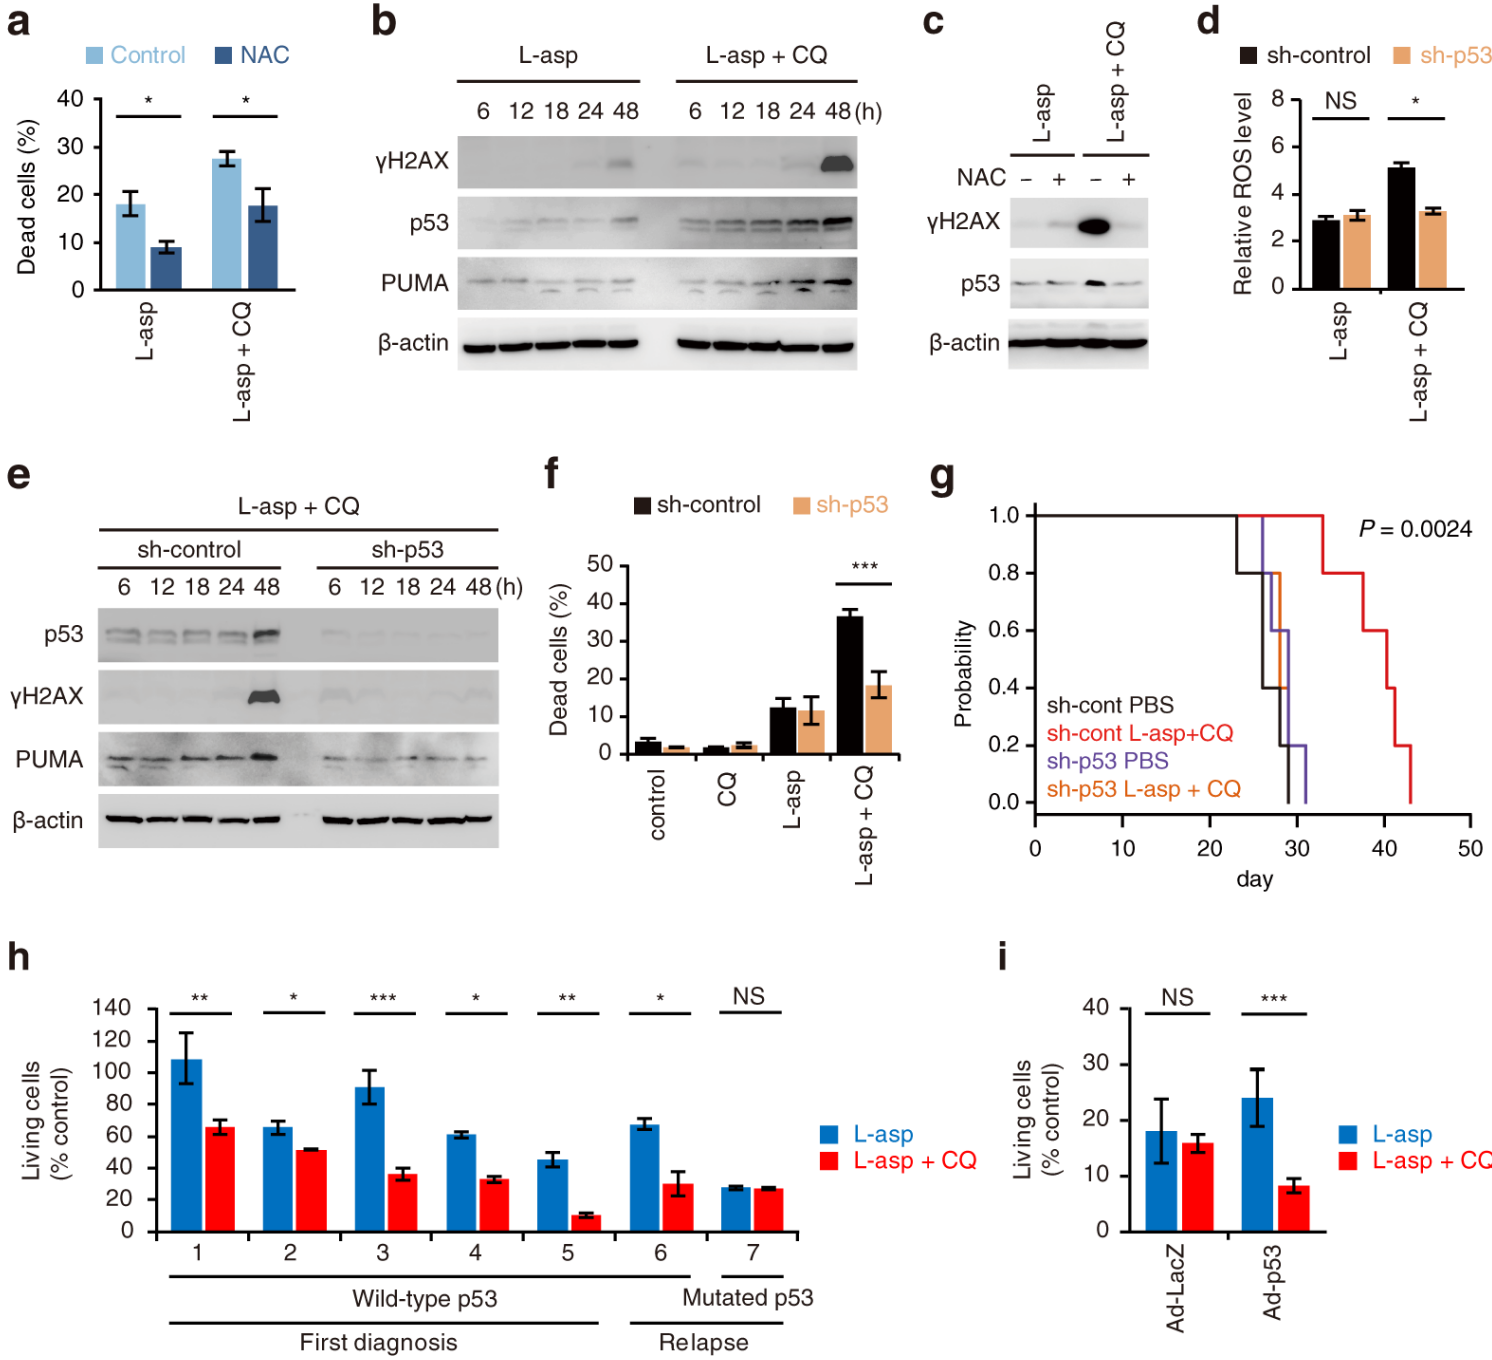 a
Control NAC
Dead cells (%)
40
30
20
10
0
* *
L-asp
L-asp + CQ
b
L-asp L-asp + CQ
6 12 18 24 48 6 12 18 24 48 (h)
γH2AX
p53
PUMA
β-actin
c
L-asp
L-asp + CQ
NAC − + − +
γH2AX
p53
β-actin
d
sh-control sh-p53
Relative ROS level
8
6
4
2
0
NS *
L-asp
L-asp + CQ
e
L-asp + CQ
sh-control sh-p53
6 12 18 24 48 6 12 18 24 48 (h)
p53
γH2AX
PUMA
β-actin
f
sh-control sh-p53
Dead cells (%)
50
40
30
20
10
0
***
control
CQ
L-asp
L-asp + CQ
g
Probability
1.0
0.8
0.6
0.4
0.2
0.0
P = 0.0024
sh-cont PBS
sh-cont L-asp+CQ
sh-p53 PBS
sh-p53 L-asp + CQ
0 10 20 30 40 50
day
h
Living cells
(% control)
140
120
100
80
60
40
20
0
** * *** * ** * NS
1 2 3 4 5 6 7
Wild-type p53 Mutated p53
First diagnosis Relapse
L-asp
L-asp + CQ
i
Living cells
(% control)
40
30
20
10
0
NS ***
Ad-LacZ
Ad-p53
L-asp
L-asp + CQ